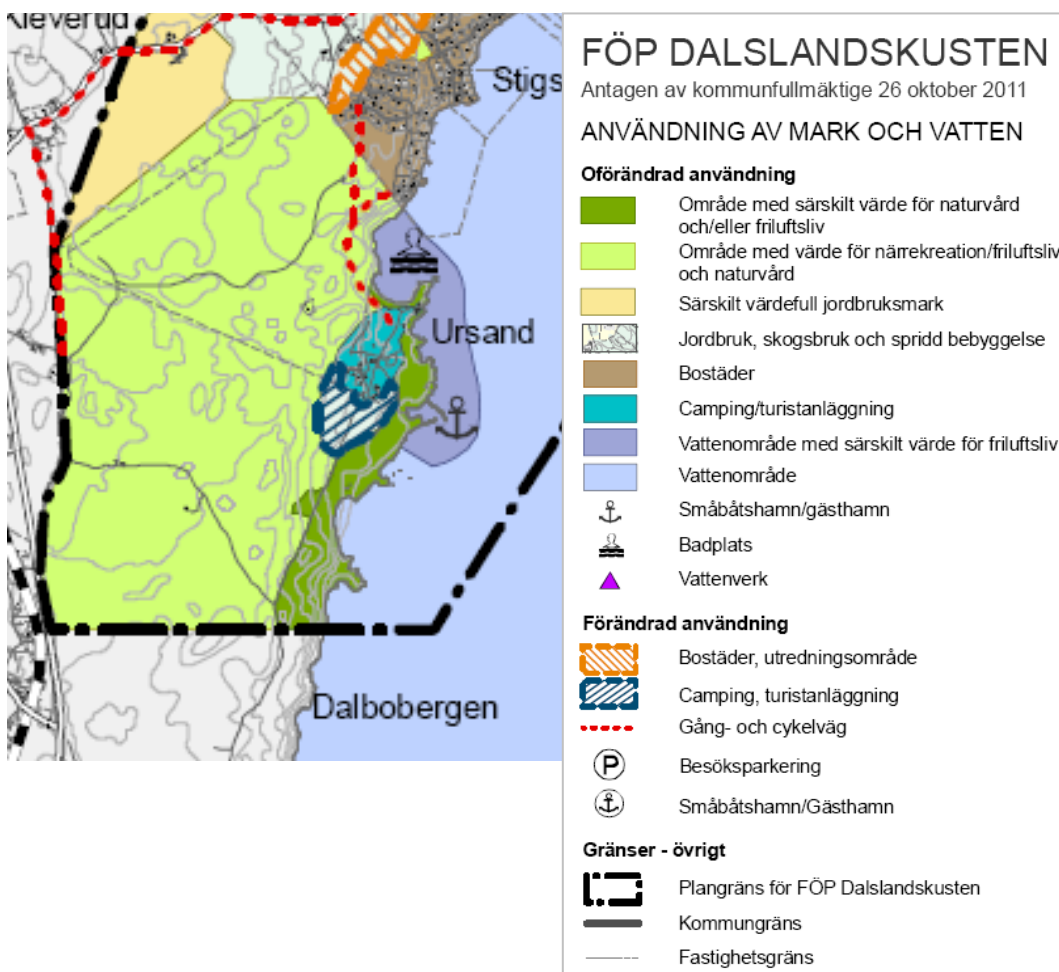 Kleverud
Stigs
Ursand
Dalbobergen
FÖP DALSLANDSKUSTEN
Antagen av kommunfullmäktige 26 oktober 2011
ANVÄNDNING AV MARK OCH VATTEN
Oförändrad användning
Område med särskilt värde för naturvård
och/eller friluftsliv
Område med värde för närrekreation/friluftsliv
och naturvård
Särskilt värdefull jordbruksmark
Jordbruk, skogsbruk och spridd bebyggelse
Bostäder
Camping/turistanläggning
Vattenområde med särskilt värde för friluftsliv
Vattenområde
Småbåtshamn/gästhamn
Badplats
Vattenverk
Förändrad användning
Bostäder, utredningsområde
Camping, turistanläggning
Gång- och cykelväg
P Besöksparkering
Småbåtshamn/Gästhamn
Gränser - övrigt
Plangräns för FÖP Dalslandskusten
Kommungräns
Fastighetsgräns